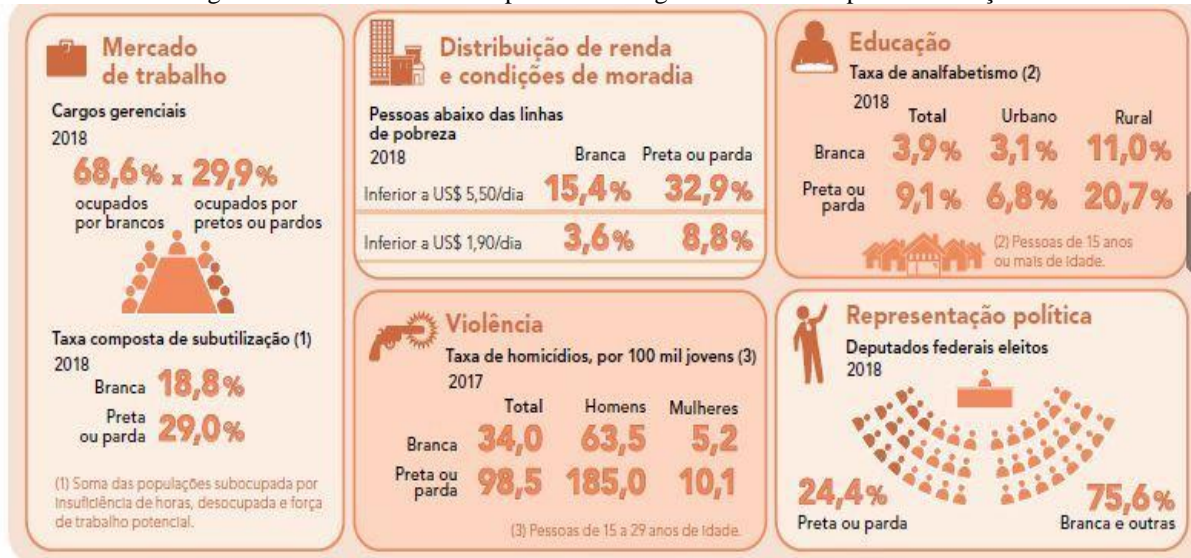 Mercado
de trabalho
Cargos gerenciais
2018
68,6% x 29,9%
ocupados por brancos
ocupados por pretos ou pardos
Taxa composta de subutilização (1)
2018
Branca 18,8%
Preta ou parda 29,0%
(1) Soma das populações subocupada por
insuficiência de horas, desocupada e força
de trabalho potencial.
Distribuição de renda
e condições de moradia
Pessoas abaixo das linhas
de pobreza
2018 Branca Preta ou parda
Inferior a US$ 5,50/dia 15,4% 32,9%
Inferior a US$ 1,90/dia 3,6% 8,8%
Educação
Taxa de analfabetismo (2)
2018
Total Urbano Rural
Branca 3,9% 3,1% 11,0%
Preta ou parda 9,1% 6,8% 20,7%
(2) Pessoas de 15 anos
ou mais de idade.
Violência
Taxa de homicídios, por 100 mil jovens (3)
2017
Total Homens Mulheres
Branca 34,0 63,5 5,2
Preta ou parda 98,5 185,0 10,1
(3) Pessoas de 15 a 29 anos de idade.
Representação política
Deputados federais eleitos
2018
24,4%
Preta ou parda
75,6%
Branca e outras